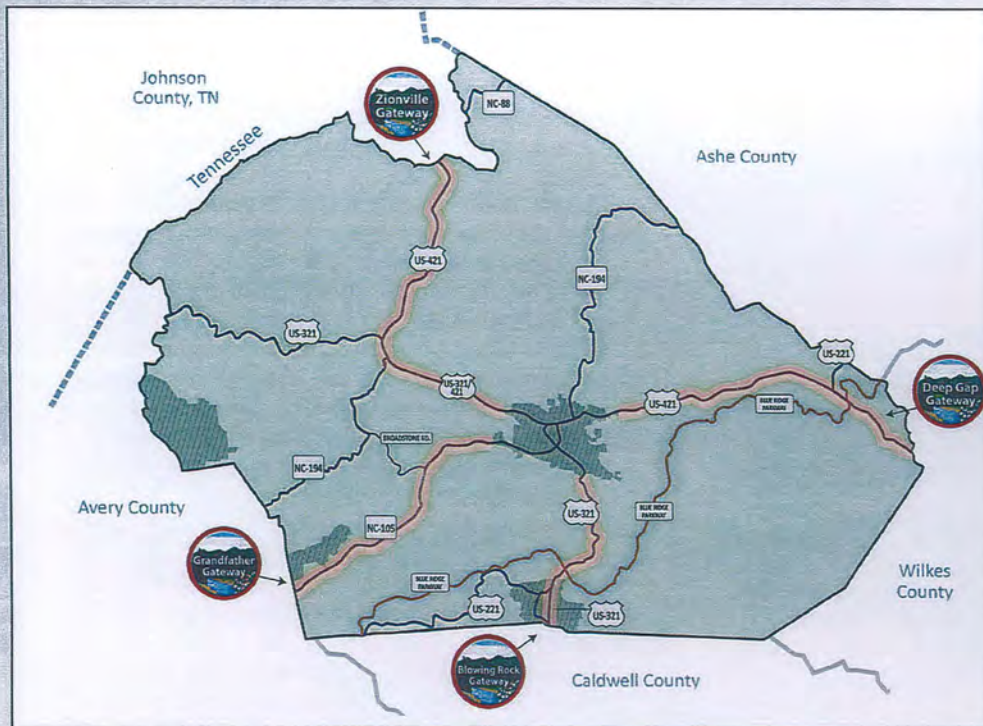 Johnson
County, TN
Zionville
Gateway
NC-88
Tennessee
Ashe County
US-421
NC-194
US-321
US-221
US-321/
421
US-421
BLUE RIDGE
PARKWAY
Deep Gap
Gateway
BROADSTONE RD.
NC-194
Avery County
NC-105
US-321
BLUE RIDGE
PARKWAY
Grandfather
Gateway
BLUE RIDGE
PARKWAY
US-221
US-321
Wilkes
County
Blowing Rock
Gateway
Caldwell County